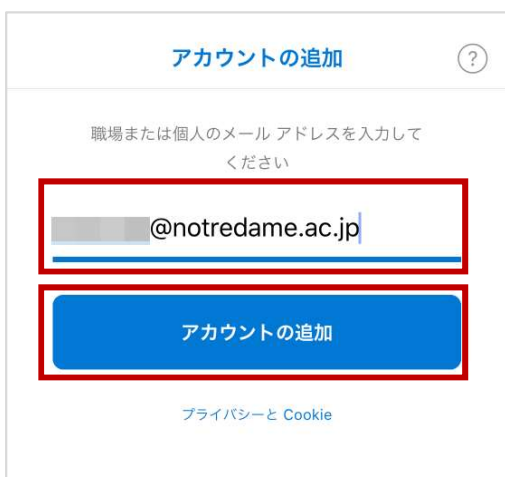 アカウントの追加
?
職場または個人のメール アドレスを入力して
ください
@notredame.ac.jp
アカウントの追加
プライバシーと Cookie